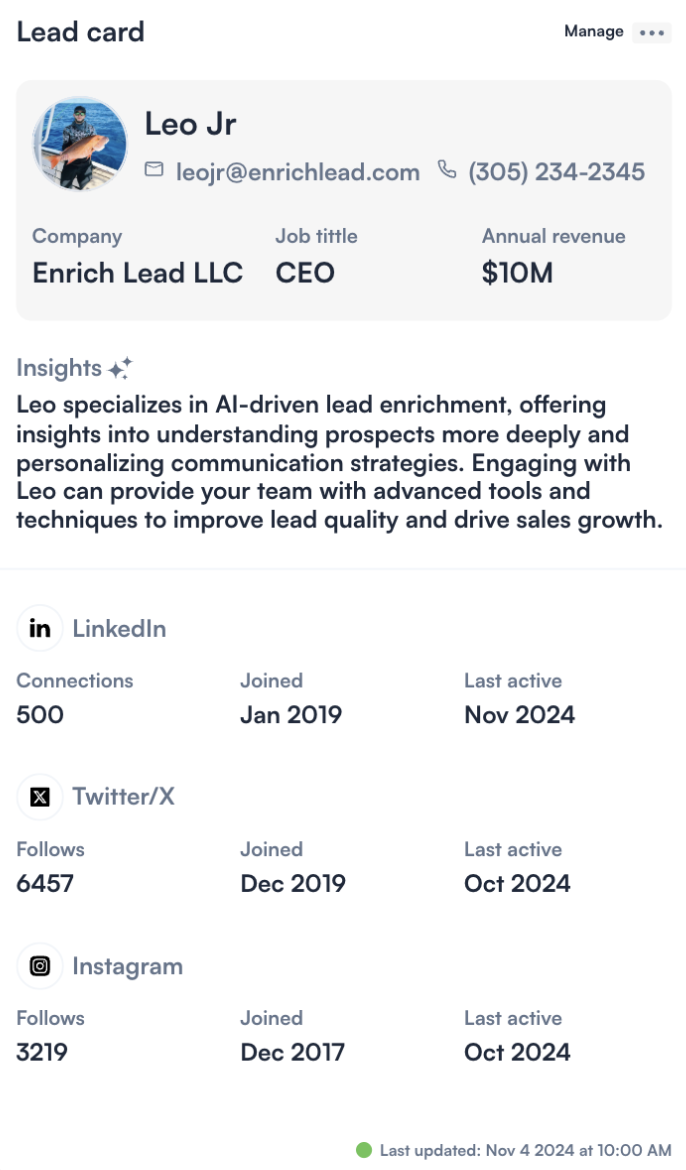 Lead card
Manage
Leo Jr
leojr@enrichlead.com (305) 234-2345
Company Job tittle Annual revenue
Enrich Lead LLC CEO $10M
Insights
Leo specializes in AI-driven lead enrichment, offering
insights into understanding prospects more deeply and
personalizing communication strategies. Engaging with
Leo can provide your team with advanced tools and
techniques to improve lead quality and drive sales growth.
in LinkedIn
Connections Joined Last active
500 Jan 2019 Nov 2024
X Twitter/X
Follows Joined Last active
6457 Dec 2019 Oct 2024
Instagram
Follows Joined Last active
3219 Dec 2017 Oct 2024
Last updated: Nov 4 2024 at 10:00 AM